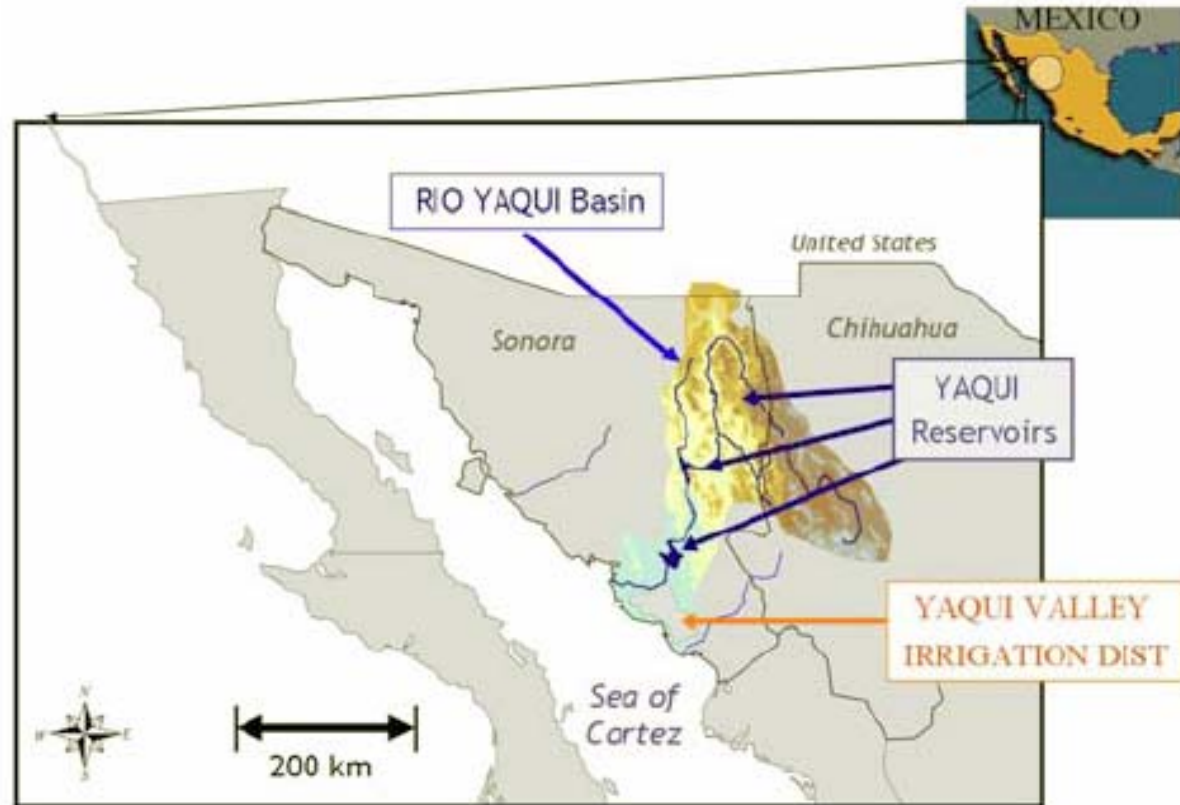 MEXICO
RIO YAQUI Basin
United States
Sonora
Chihuahua
YAQUI
Reservoirs
YAQUI VALLEY
IRRIGATION DIST
Sea of
Cortez
200 km
N
W
E
S